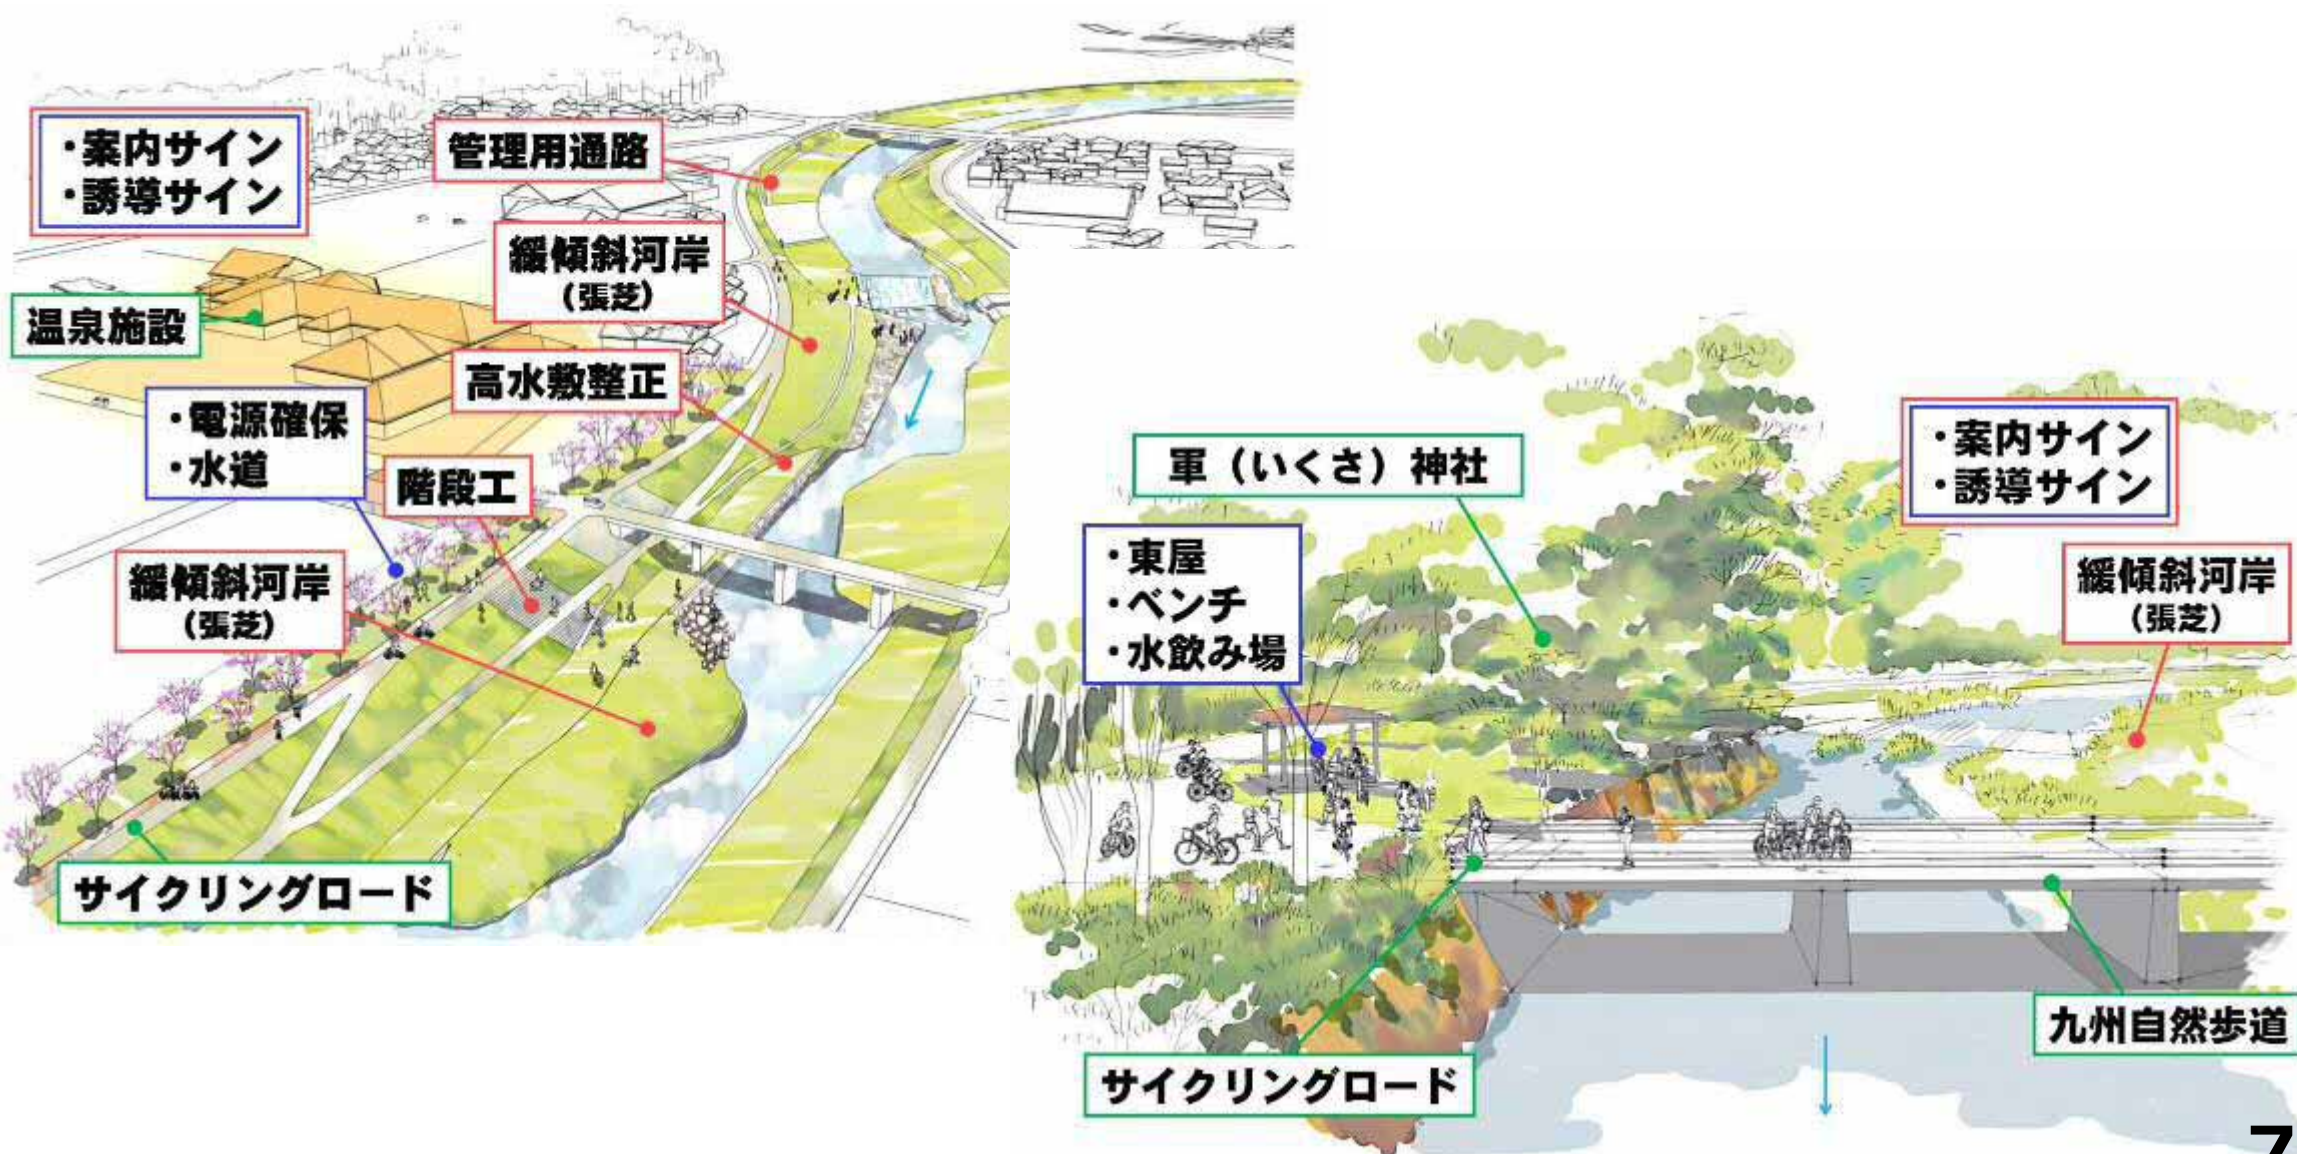 ・案内サイン
・誘導サイン
管理用通路
緩傾斜河岸
(張芝)
温泉施設
高水敷整正
・電源確保
・水道
階段工
緩傾斜河岸
(張芝)
サイクリングロード
軍（いくさ）神社
・案内サイン
・誘導サイン
・東屋
・ベンチ
・水飲み場
緩傾斜河岸
(張芝)
九州自然歩道
サイクリングロード
7